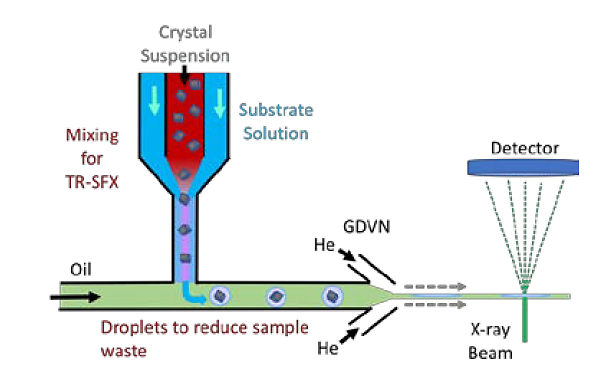 Crystal
Suspension
Substrate
Solution
Mixing
for
TR-SFX
Detector
GDVN
He
Oil
Droplets to reduce sample
waste
He
X-ray
Beam